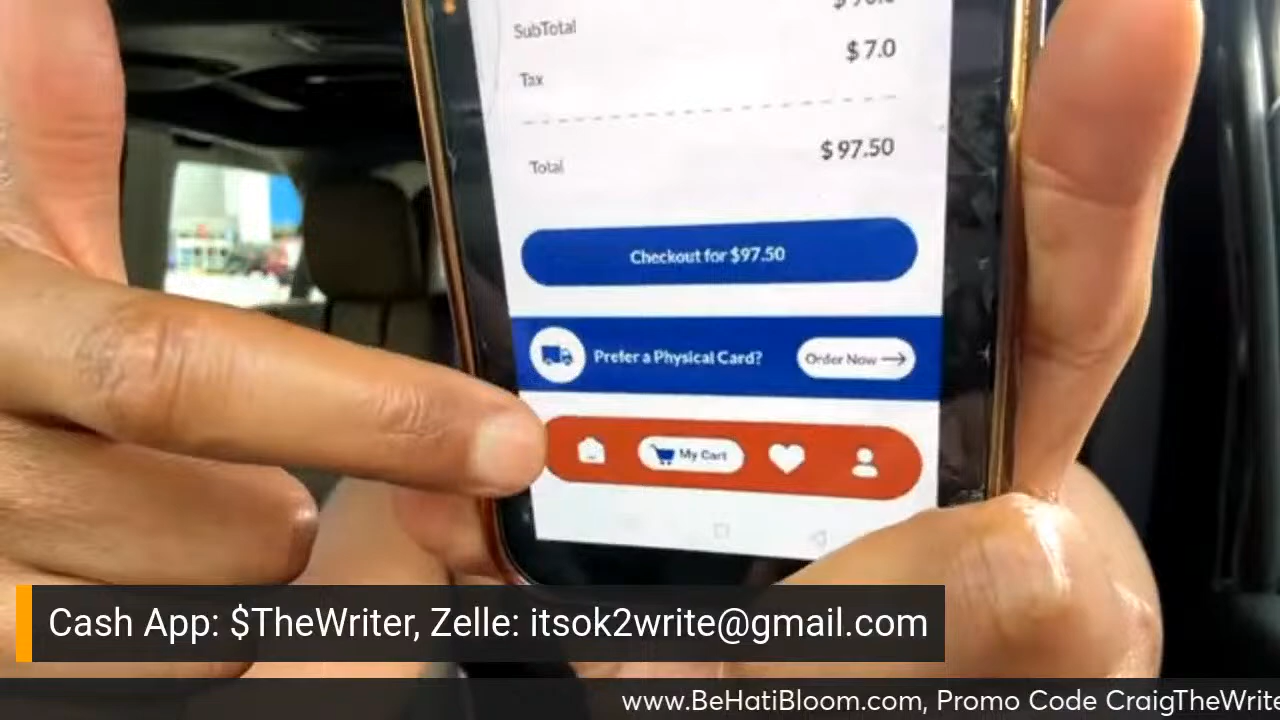 SubTotal
$ 7.0
Tax
$ 97.50
Total
Checkout for $97.50
Prefer a Physical Card?
Order Now →
My Cart
Cash App: $TheWriter, Zelle: itsok2write@gmail.com
www.BeHatiBloom.com, Promo Code CraigTheWrite